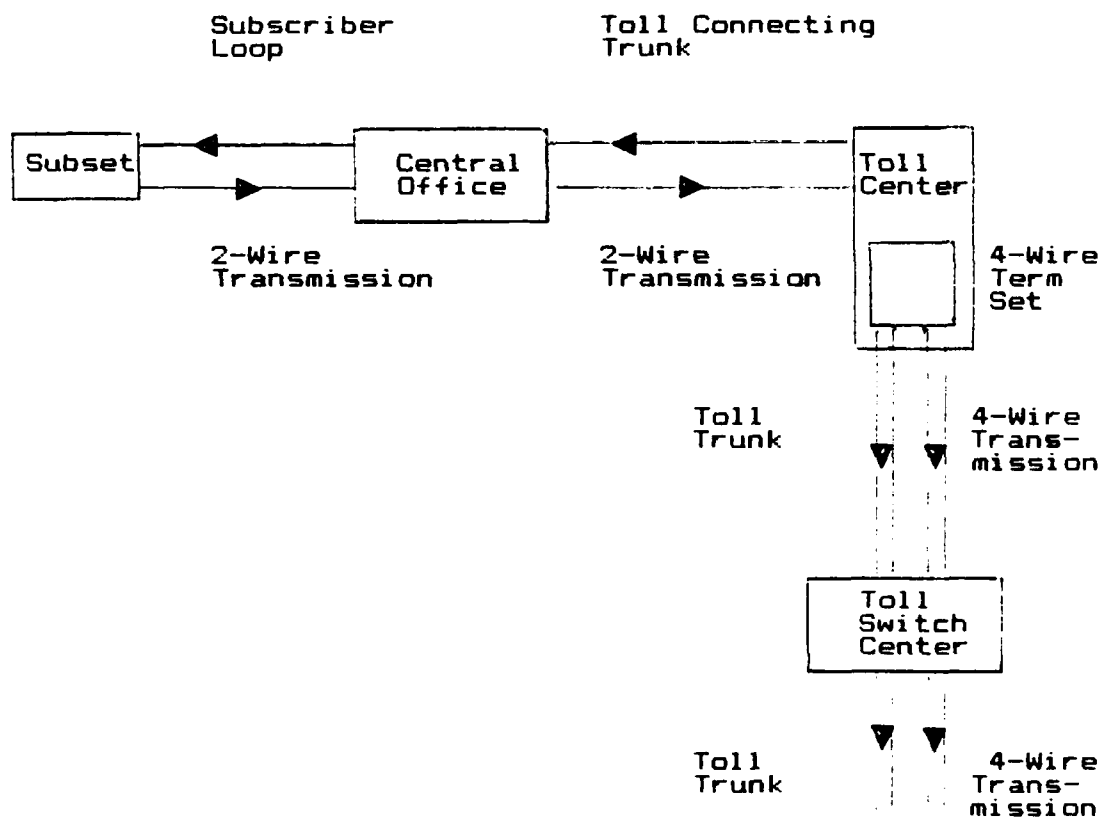 Subscriber
Loop
Toll Connecting
Trunk
Subset
Central
Office
Toll
Center
2-Wire
Transmission
2-Wire
Transmission
4-Wire
Term
Set
Toll
Trunk
4-Wire
Trans-
mission
Toll
Switch
Center
Toll
Trunk
4-Wire
Trans-
mission